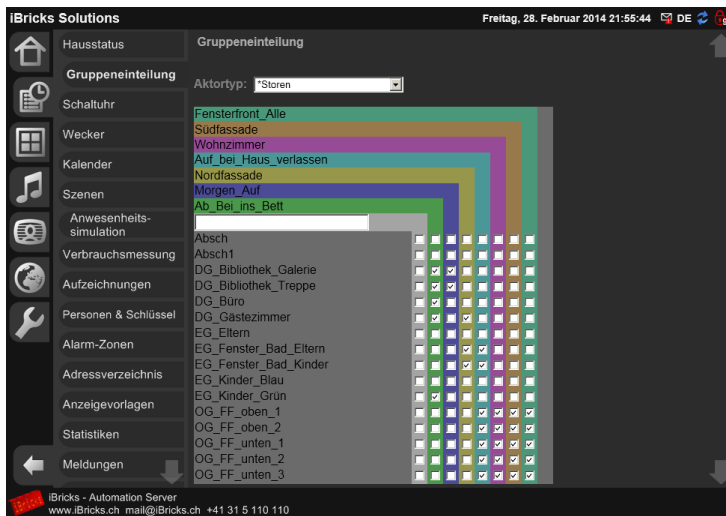 iBricks Solutions
Freitag, 28. Februar 2014 21:55:44
DE
Hausstatus
Gruppeneinteilung
Schaltuhr
Wecker
Kalender
Szenen
Anwesenheits-
simulation
Verbrauchsmessung
Aufzeichnungen
Personen & Schlüssel
Alarm-Zonen
Adressverzeichnis
Anzeigevorlagen
Statistiken
Meldungen
Gruppeneinteilung
Aktortyp: *Storen
Fensterfront_Alle
Südfassade
Wohnzimmer
Auf_bei_Haus_verlassen
Nordfassade
Morgen_Auf
Ab_Bei_ins_Bett
Absch
Absch1
DG_Bibliothek_Galerie
DG_Bibliothek_Treppe
DG_Büro
DG_Gästezimmer
EG_Eltern
EG_Fenster_Bad_Eltern
EG_Fenster_Bad_Kinder
EG_Kinder_Blau
EG_Kinder_Grün
OG_FF_oben_1
OG_FF_oben_2
OG_FF_unten_1
OG_FF_unten_2
OG_FF_unten_3
iBricks
iBricks - Automation Server
www.iBricks.ch mail@iBricks.ch +41 31 5 110 110